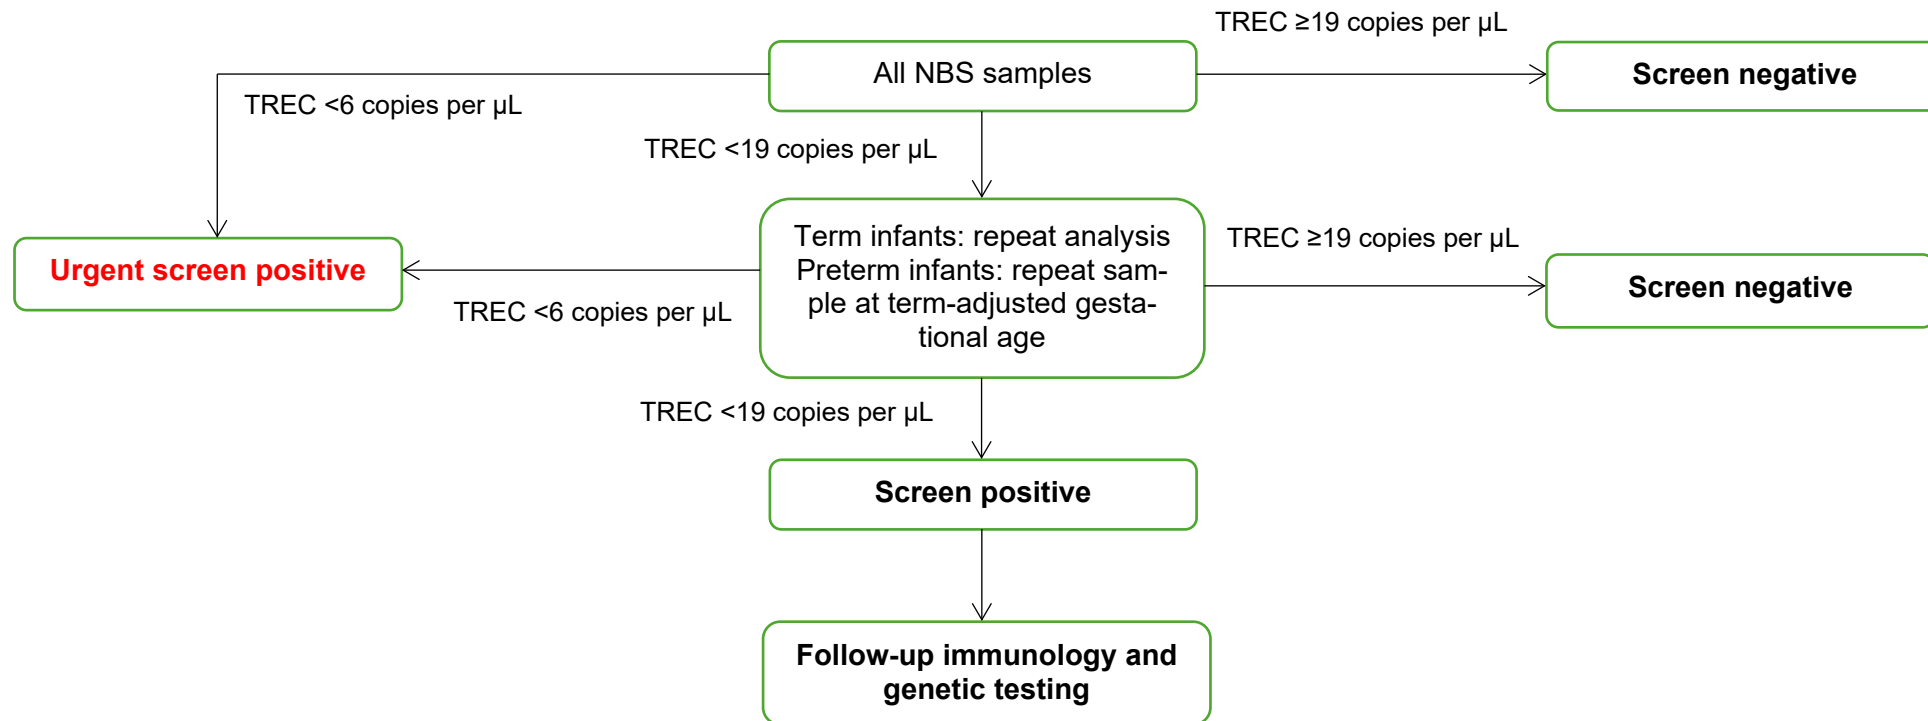 TREC ≥19 copies per µL
All NBS samples
Screen negative
TREC <6 copies per µL
TREC <19 copies per µL
Term infants: repeat analysis
Preterm infants: repeat sam-
ple at term-adjusted gesta-
tional age
TREC ≥19 copies per µL
Urgent screen positive
Screen negative
TREC <6 copies per µL
TREC <19 copies per µL
Screen positive
Follow-up immunology and
genetic testing